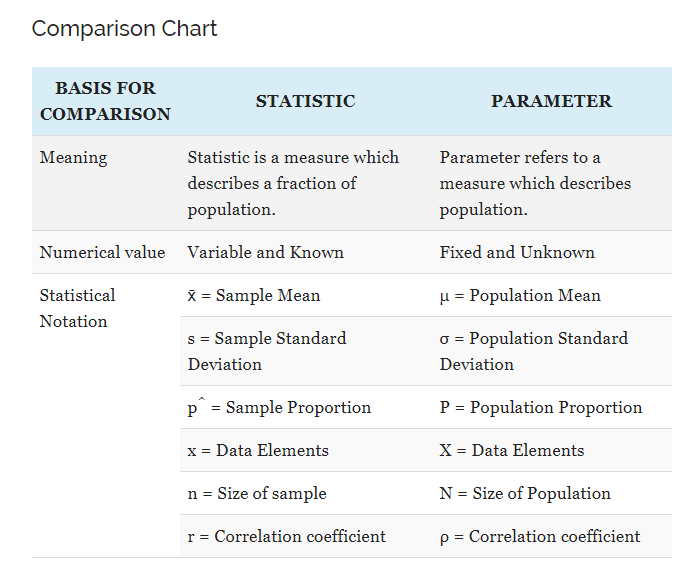 Comparison Chart
BASIS FOR
COMPARISON
STATISTIC
PARAMETER
Meaning
Statistic is a measure which
describes a fraction of
population.
Parameter refers to a
measure which describes
population.
Numerical value
Variable and Known
Fixed and Unknown
Statistical
Notation
x̄ = Sample Mean
μ = Population Mean
s = Sample Standard
Deviation
σ = Population Standard
Deviation
p̂ = Sample Proportion
P = Population Proportion
x = Data Elements
X = Data Elements
n = Size of sample
N = Size of Population
r = Correlation coefficient
ρ = Correlation coefficient